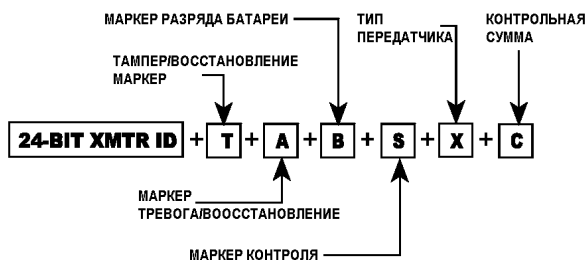 МАРКЕР РАЗРЯДА БАТАРЕИ
ТИП
ПЕРЕДАТЧИКА
КОНТРОЛЬНАЯ
СУММА
ТАМПЕР/ВОССТАНОВЛЕНИЕ
МАРКЕР
24-BIT XMTR ID + T + A + B + S + X + C
МАРКЕР
ТРЕВОГА/ВООССТАНОВЛЕНИЕ
МАРКЕР КОНТРОЛЯ